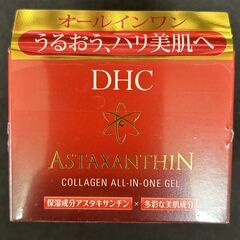 オールインワン
うるおう、ハリ美肌へ
DHC
ASTAXANTHIN
COLLAGEN ALL-IN-ONE GEL
保湿成分アスタキサンチン × 多彩な美肌成分